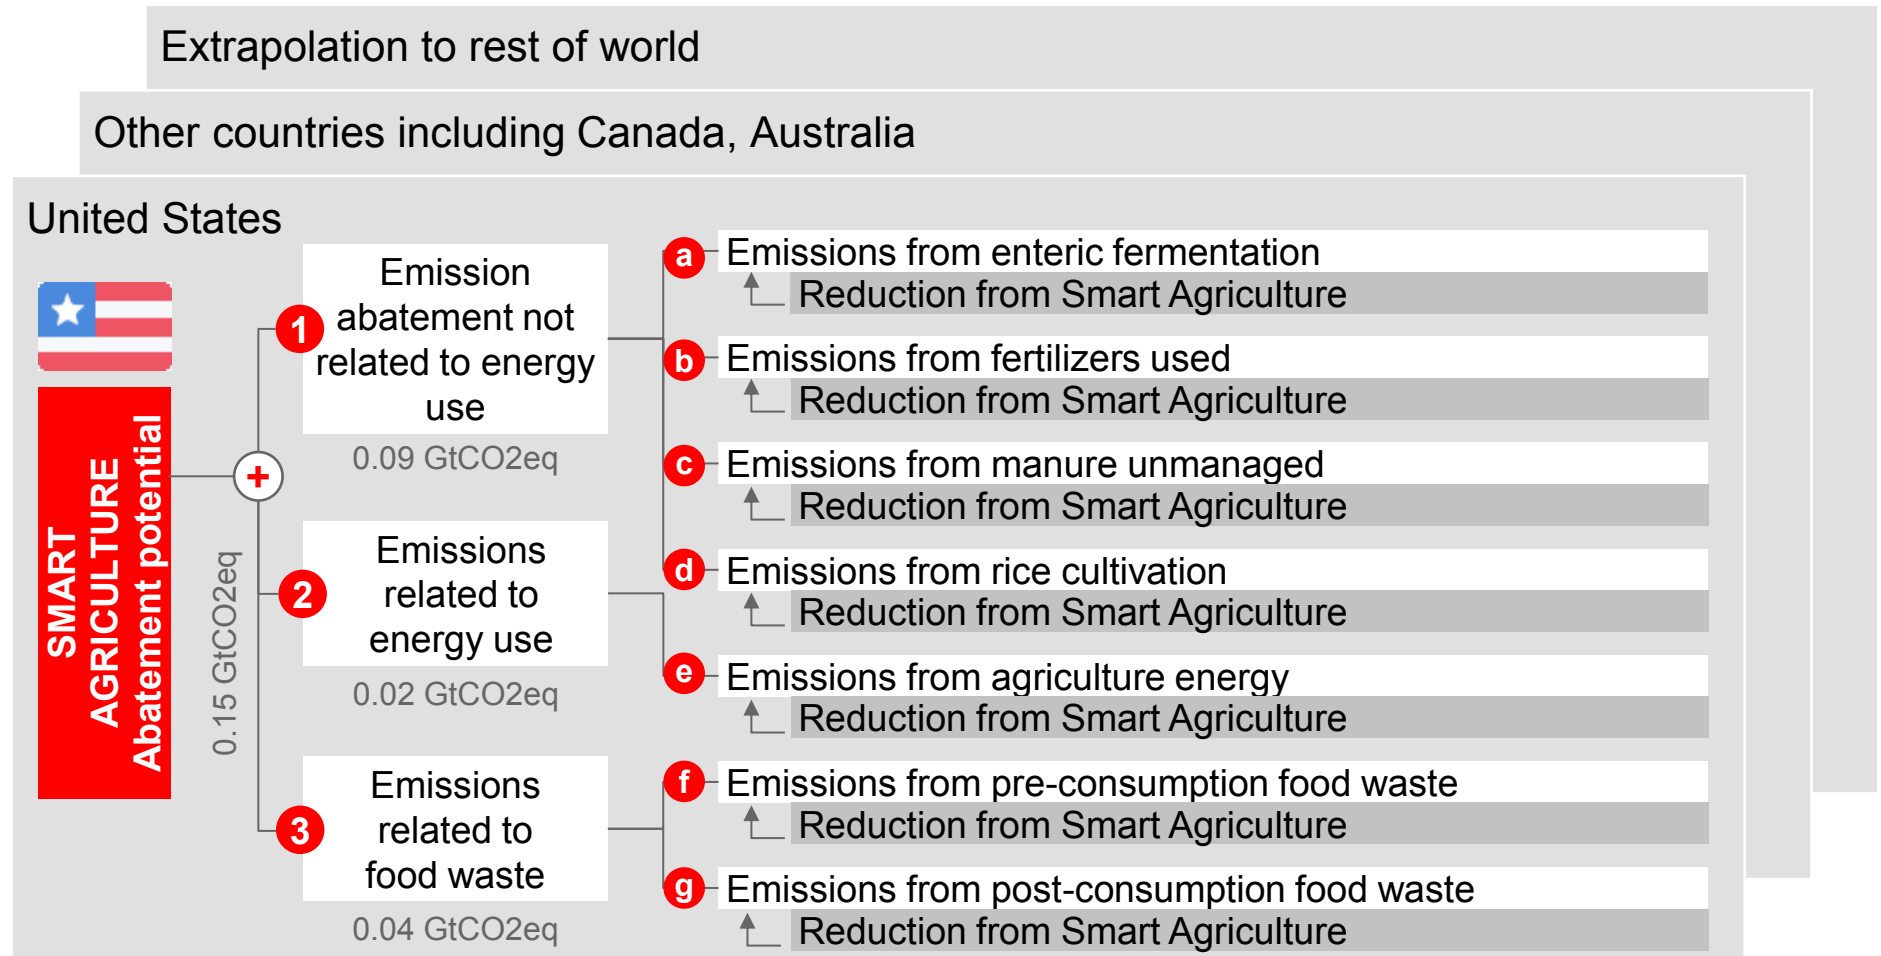 Extrapolation to rest of world
Other countries including Canada, Australia
United States
SMART
AGRICULTURE
Abatement potential
0.15 GtCO2eq
+
1
Emission
abatement not
related to energy
use
0.09 GtCO2eq
a
Emissions from enteric fermentation
Reduction from Smart Agriculture
b
Emissions from fertilizers used
Reduction from Smart Agriculture
c
Emissions from manure unmanaged
Reduction from Smart Agriculture
d
Emissions from rice cultivation
Reduction from Smart Agriculture
2
Emissions
related to
energy use
0.02 GtCO2eq
e
Emissions from agriculture energy
Reduction from Smart Agriculture
3
Emissions
related to
food waste
0.04 GtCO2eq
f
Emissions from pre-consumption food waste
Reduction from Smart Agriculture
g
Emissions from post-consumption food waste
Reduction from Smart Agriculture